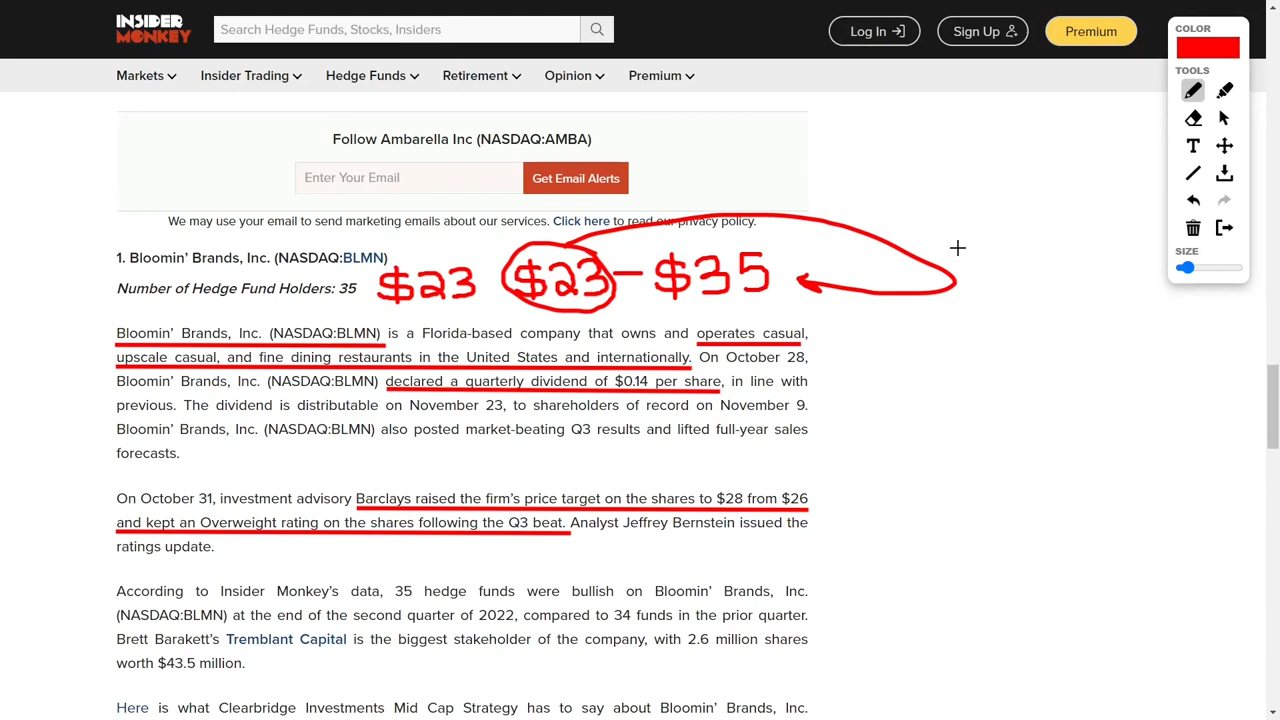 INSIDER
MONKEY
Search Hedge Funds, Stocks, Insiders
Log In
Sign Up
Premium
Markets
Insider Trading
Hedge Funds
Retirement
Opinion
Premium
COLOR
TOOLS
T
SIZE
Follow Ambarella Inc (NASDAQ:AMBA)
Enter Your Email
Get Email Alerts
We may use your email to send marketing emails about our services. Click here to read our privacy policy.
1. Bloomin’ Brands, Inc. (NASDAQ:BLMN)
Number of Hedge Fund Holders: 35
$23 $23 – $35
Bloomin’ Brands, Inc. (NASDAQ:BLMN) is a Florida-based company that owns and operates casual,
upscale casual, and fine dining restaurants in the United States and internationally. On October 28,
Bloomin’ Brands, Inc. (NASDAQ:BLMN) declared a quarterly dividend of $0.14 per share, in line with
previous. The dividend is distributable on November 23, to shareholders of record on November 9.
Bloomin’ Brands, Inc. (NASDAQ:BLMN) also posted market-beating Q3 results and lifted full-year sales
forecasts.
On October 31, investment advisory Barclays raised the firm’s price target on the shares to $28 from $26
and kept an Overweight rating on the shares following the Q3 beat. Analyst Jeffrey Bernstein issued the
ratings update.
According to Insider Monkey’s data, 35 hedge funds were bullish on Bloomin’ Brands, Inc.
(NASDAQ:BLMN) at the end of the second quarter of 2022, compared to 34 funds in the prior quarter.
Brett Barakett’s Tremblant Capital is the biggest stakeholder of the company, with 2.6 million shares
worth $43.5 million.
Here is what Clearbridge Investments Mid Cap Strategy has to say about Bloomin’ Brands, Inc.